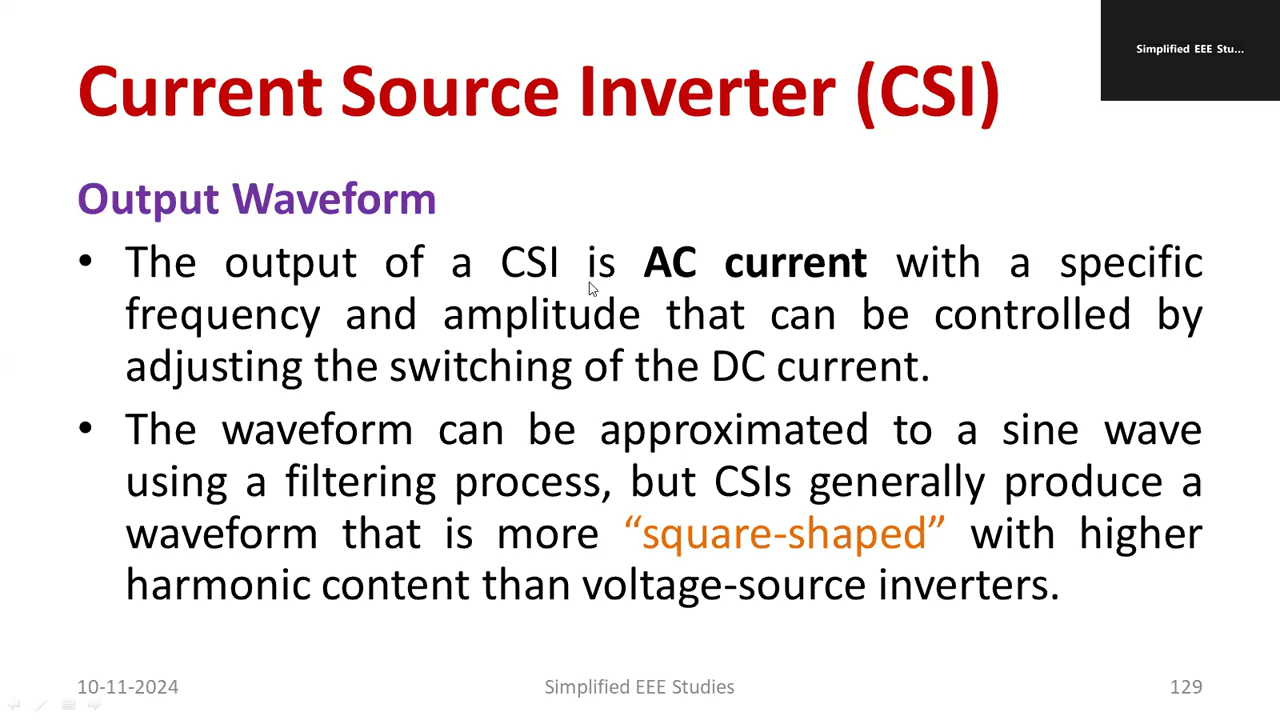 Simplified EEE Stu...
Current Source Inverter (CSI)
Output Waveform
• The output of a CSI is AC current with a specific
frequency and amplitude that can be controlled by
adjusting the switching of the DC current.
• The waveform can be approximated to a sine wave
using a filtering process, but CSIs generally produce a
waveform that is more “square-shaped” with higher
harmonic content than voltage-source inverters.
10-11-2024
Simplified EEE Studies
129